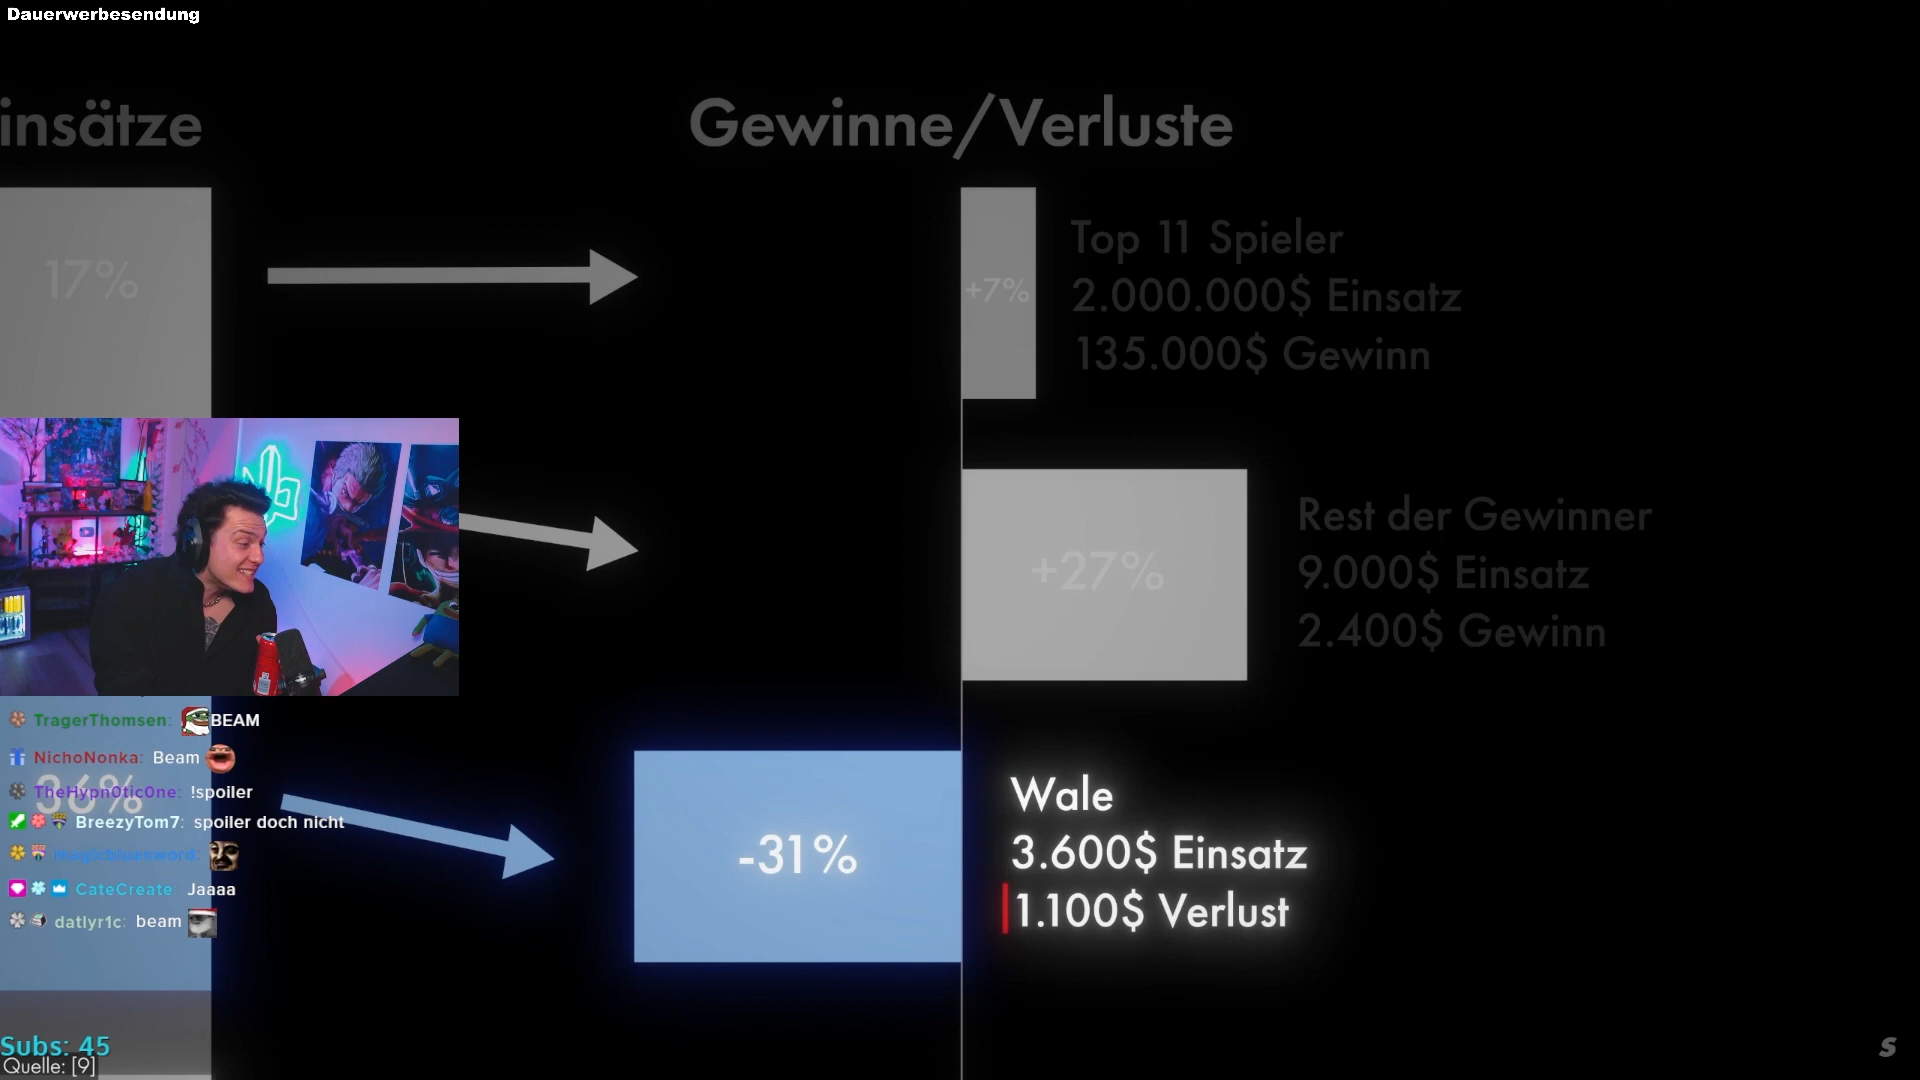 Dauerwerbesendung
insätze
Gewinne/Verluste
17%
+7%
Top 11 Spieler
2.000.000$ Einsatz
135.000$ Gewinn
+27%
Rest der Gewinner
9.000$ Einsatz
2.400$ Gewinn
TragerThomsen: BEAM
NichoNonka: Beam
36%
TheHypn0ticOne: !spoiler
BreezyTom7: spoiler doch nicht
magicbluesword:
CateCreate: Jaaaa
datlyr1c: beam
-31%
Wale
3.600$ Einsatz
1.100$ Verlust
Subs: 45
Quelle: [9]
S